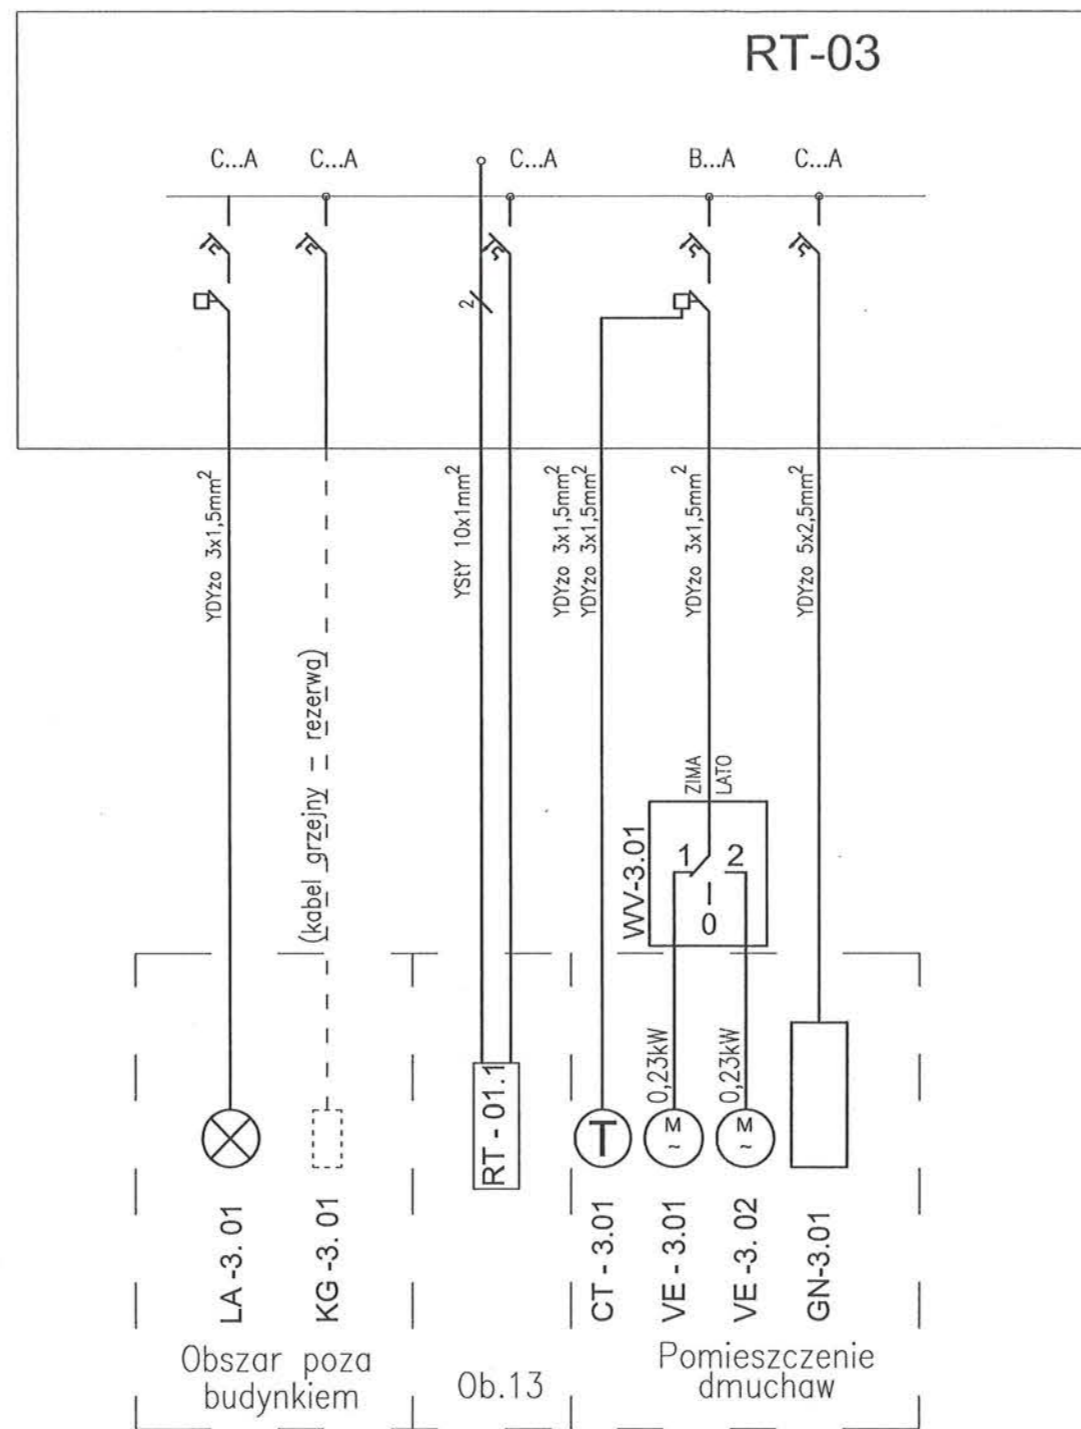 RT-03
C...A
C...A
C...A
B...A
C...A
2
YDYżo 3x1,5mm²
YStY 10x1mm²
YDYżo 3x1,5mm²
YDYżo 3x1,5mm²
YDYżo 3x1,5mm²
YDYżo 5x2,5mm²
(kabel grzejny – rezerwa)
ZIMA
LATO
WV-3.01
1
2
0
0,23kW
0,23kW
RT - 01.1
T
M
~
M
~
LA -3. 01
KG -3. 01
CT - 3.01
VE - 3.01
VE -3. 02
GN-3.01
Obszar poza
budynkiem
Ob.13
Pomieszczenie
dmuchaw